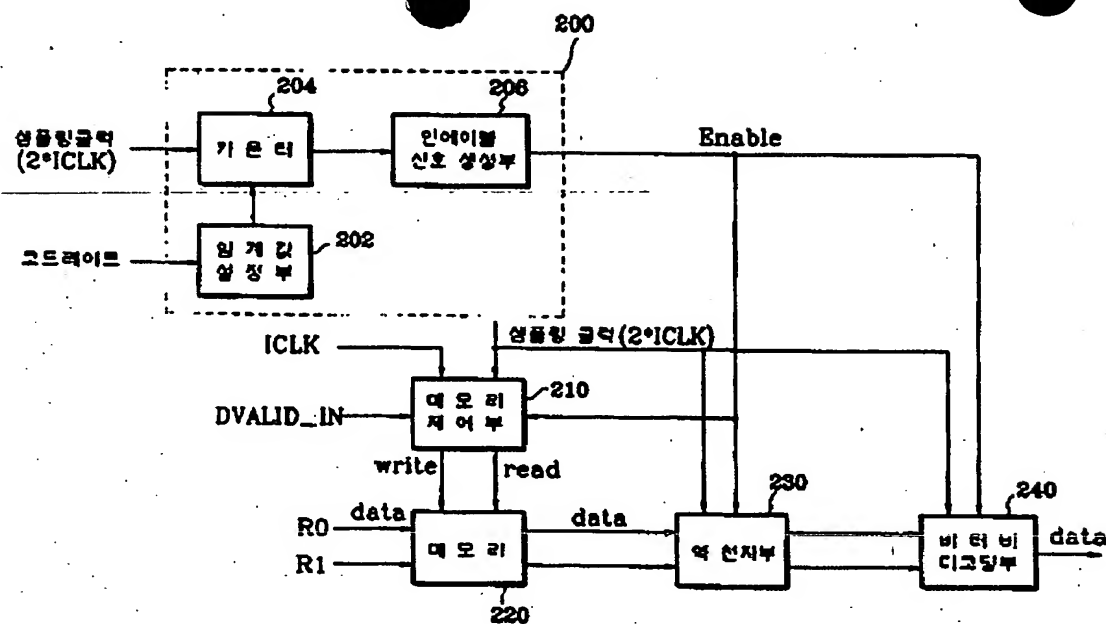 200
204
206
샘플링클럭
(2*ICLK)
카 운 터
인에이블
신호 생성부
Enable
코드레이트
임 계 값
설 정 부
202
ICLK
샘플링 클럭(2*ICLK)
DVALID_IN
메 모 리
제 어 부
210
write
read
230
240
R0
data
메 모 리
data
역 천자부
비 터 비
디코딩부
data
R1
220